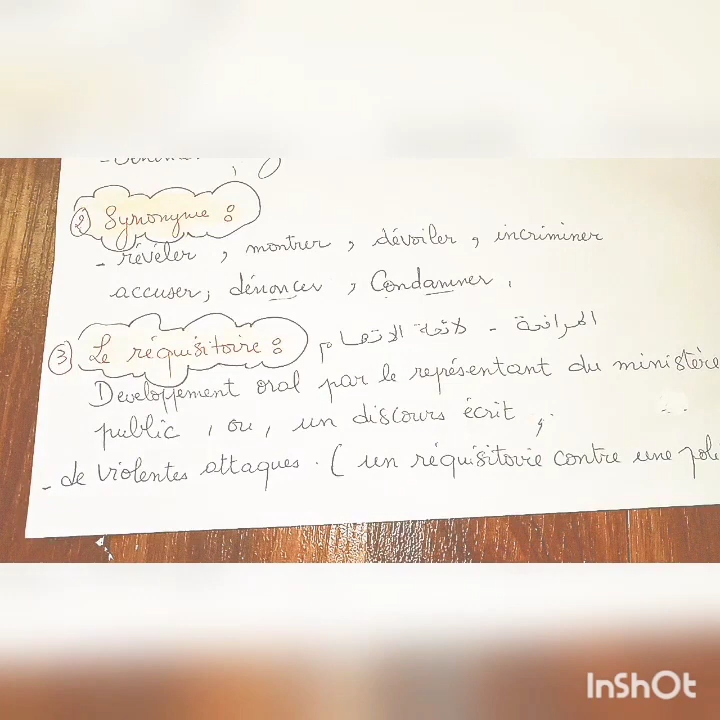 ② Synonyme :
- révéler, montrer, dévoiler, incriminer
accuser, dénoncer, Condamner.
③ Le réquisitoire : المرافعة - لائحة الاتهام
Developpement oral par le représentant du ministère
public, ou, un discours écrit,
- de violentes attaques. ( un réquisitoire contre une
InShOt